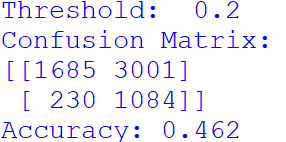 Threshold:  0.2
Confusion Matrix:
[[1685 3001]
 [ 230 1084]]
Accuracy: 0.462